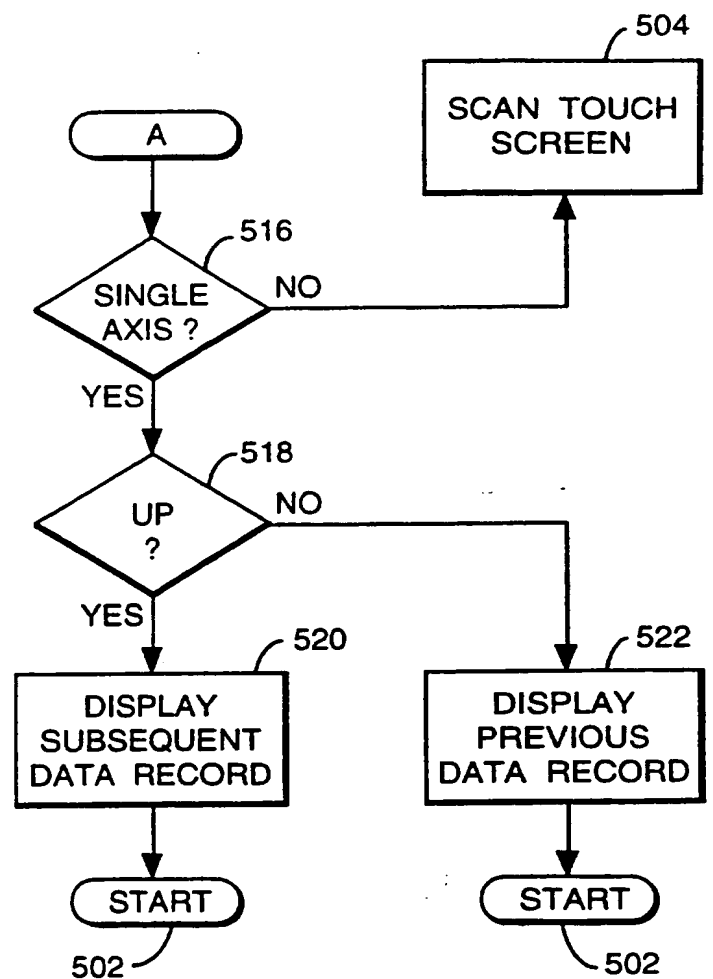 504
SCAN TOUCH
SCREEN
A
516
SINGLE
AXIS ?
NO
YES
518
UP
?
NO
YES
520
DISPLAY
SUBSEQUENT
DATA RECORD
522
DISPLAY
PREVIOUS
DATA RECORD
START
502
START
502